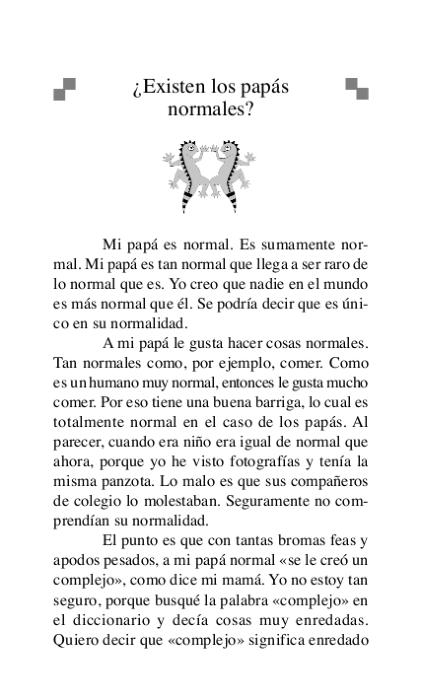 ¿Existen los papás
normales?
Mi papá es normal. Es sumamente nor-
mal. Mi papá es tan normal que llega a ser raro de
lo normal que es. Yo creo que nadie en el mundo
es más normal que él. Se podría decir que es úni-
co en su normalidad.
A mi papá le gusta hacer cosas normales.
Tan normales como, por ejemplo, comer. Como
es un humano muy normal, entonces le gusta mucho
comer. Por eso tiene una buena barriga, lo cual es
totalmente normal en el caso de los papás. Al
parecer, cuando era niño era igual de normal que
ahora, porque yo he visto fotografías y tenía la
misma panzota. Lo malo es que sus compañeros
de colegio lo molestaban. Seguramente no com-
prendían su normalidad.
El punto es que con tantas bromas feas y
apodos pesados, a mi papá normal «se le creó un
complejo», como dice mi mamá. Yo no estoy tan
seguro, porque busqué la palabra «complejo» en
el diccionario y decía cosas muy enredadas.
Quiero decir que «complejo» significa enredado